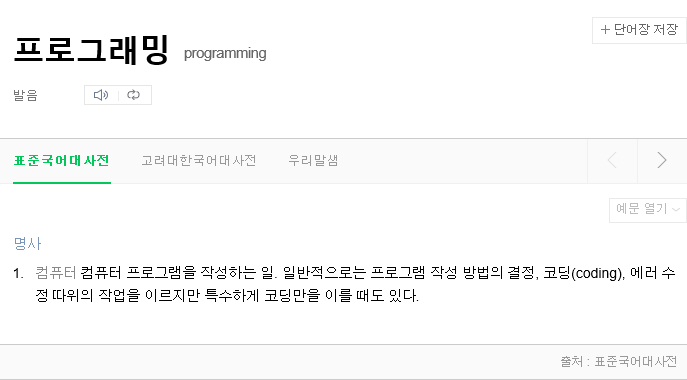 + 단어장 저장
프로그래밍 programming
발음
표준국어대사전 고려대한국어대사전 우리말샘
예문 열기
명사
1. 컴퓨터 컴퓨터 프로그램을 작성하는 일. 일반적으로는 프로그램 작성 방법의 결정, 코딩(coding), 에러 수
정 따위의 작업을 이르지만 특수하게 코딩만을 이를 때도 있다.
출처 : 표준국어대사전